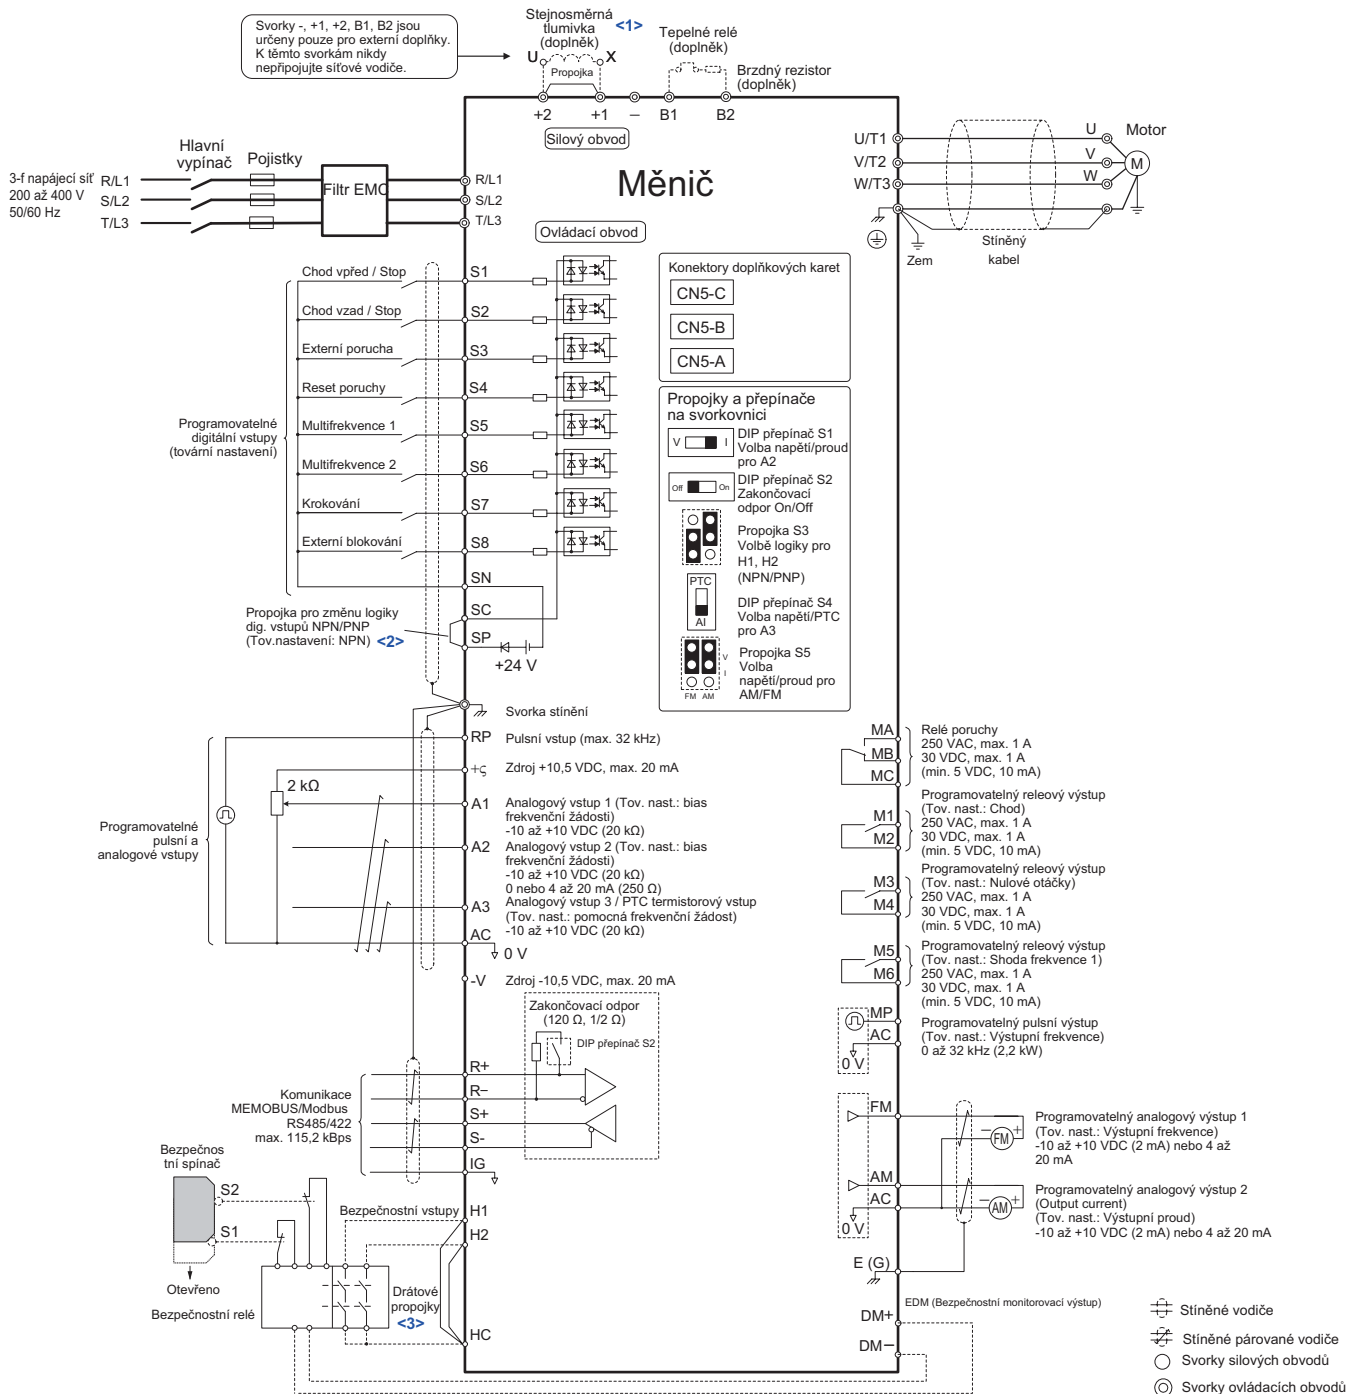 Svorky -, +1, +2, B1, B2 jsou
určeny pouze pro externí doplňky.
K těmto svorkám nikdy
nepřipojujte síťové vodiče.
Stejnosměrná
tlumivka
(doplněk)
<1>
U
X
Propojka
Tepelné relé
(doplněk)
Brzdný rezistor
(doplněk)
+2
+1
–
B1
B2
Silový obvod
Měnič
Hlavní
vypínač
Pojistky
3-f napájecí síť
200 až 400 V
50/60 Hz
R/L1
S/L2
T/L3
Filtr EMC
R/L1
S/L2
T/L3
U/T1
V/T2
W/T3
U
V
W
Motor
M
Zem
Stíněný
kabel
Ovládací obvod
Programovatelné
digitální vstupy
(tovární nastavení)
Chod vpřed / Stop
S1
Chod vzad / Stop
S2
Externí porucha
S3
Reset poruchy
S4
Multifrekvence 1
S5
Multifrekvence 2
S6
Krokování
S7
Externí blokování
S8
SN
SC
SP
+24 V
Propojka pro změnu logiky
dig. vstupů NPN/PNP
(Tov.nastavení: NPN) <2>
Konektory doplňkových karet
CN5-C
CN5-B
CN5-A
Propojky a přepínače
na svorkovnici
V
I
DIP přepínač S1
Volba napětí/proud
pro A2
Off
On
DIP přepínač S2
Zakončovací
odpor On/Off
Propojka S3
Volbě logiky pro
H1, H2
(NPN/PNP)
PTC
AI
DIP přepínač S4
Volba napětí/PTC
pro A3
V
I
FM AM
Propojka S5
Volba
napětí/proud pro
AM/FM
Svorka stínění
Programovatelné
pulsní a
analogové vstupy
2 kΩ
RP
Pulsní vstup (max. 32 kHz)
+ς
Zdroj +10,5 VDC, max. 20 mA
A1
Analogový vstup 1 (Tov. nast.: bias
frekvenční žádosti)
-10 až +10 VDC (20 kΩ)
A2
Analogový vstup 2 (Tov. nast.: bias
frekvenční žádosti)
-10 až +10 VDC (20 kΩ)
0 nebo 4 až 20 mA (250 Ω)
A3
Analogový vstup 3 / PTC termistorový vstup
(Tov. nast.: pomocná frekvenční žádost)
-10 až +10 VDC (20 kΩ)
AC
0 V
-V
Zdroj -10,5 VDC, max. 20 mA
Zakončovací odpor
(120 Ω, 1/2 Ω)
DIP přepínač S2
Komunikace
MEMOBUS/Modbus
RS485/422
max. 115,2 kBps
R+
R–
S+
S-
IG
Bezpečnos
tní spínač
S2
S1
Otevřeno
Bezpečnostní relé
Bezpečnostní vstupy
H1
H2
HC
Drátové
propojky
<3>
MA
MB
MC
Relé poruchy
250 VAC, max. 1 A
30 VDC, max. 1 A
(min. 5 VDC, 10 mA)
M1
M2
Programovatelný releový výstup
(Tov. nast.: Chod)
250 VAC, max. 1 A
30 VDC, max. 1 A
(min. 5 VDC, 10 mA)
M3
M4
Programovatelný releový výstup
(Tov. nast.: Nulové otáčky)
250 VAC, max. 1 A
30 VDC, max. 1 A
(min. 5 VDC, 10 mA)
M5
M6
Programovatelný releový výstup
(Tov. nast.: Shoda frekvence 1)
250 VAC, max. 1 A
30 VDC, max. 1 A
(min. 5 VDC, 10 mA)
MP
AC
0 V
Programovatelný pulsní výstup
(Tov. nast.: Výstupní frekvence)
0 až 32 kHz (2,2 kW)
FM
– FM +
Programovatelný analogový výstup 1
(Tov. nast.: Výstupní frekvence)
-10 až +10 VDC (2 mA) nebo 4 až
20 mA
AM
AC
0 V
– AM +
Programovatelný analogový výstup 2
(Output current)
(Tov. nast.: Výstupní proud)
-10 až +10 VDC (2 mA) nebo 4 až 20 mA
E (G)
EDM (Bezpečnostní monitorovací výstup)
DM+
DM–
Stíněné vodiče
Stíněné párované vodiče
Svorky silových obvodů
Svorky ovládacích obvodů